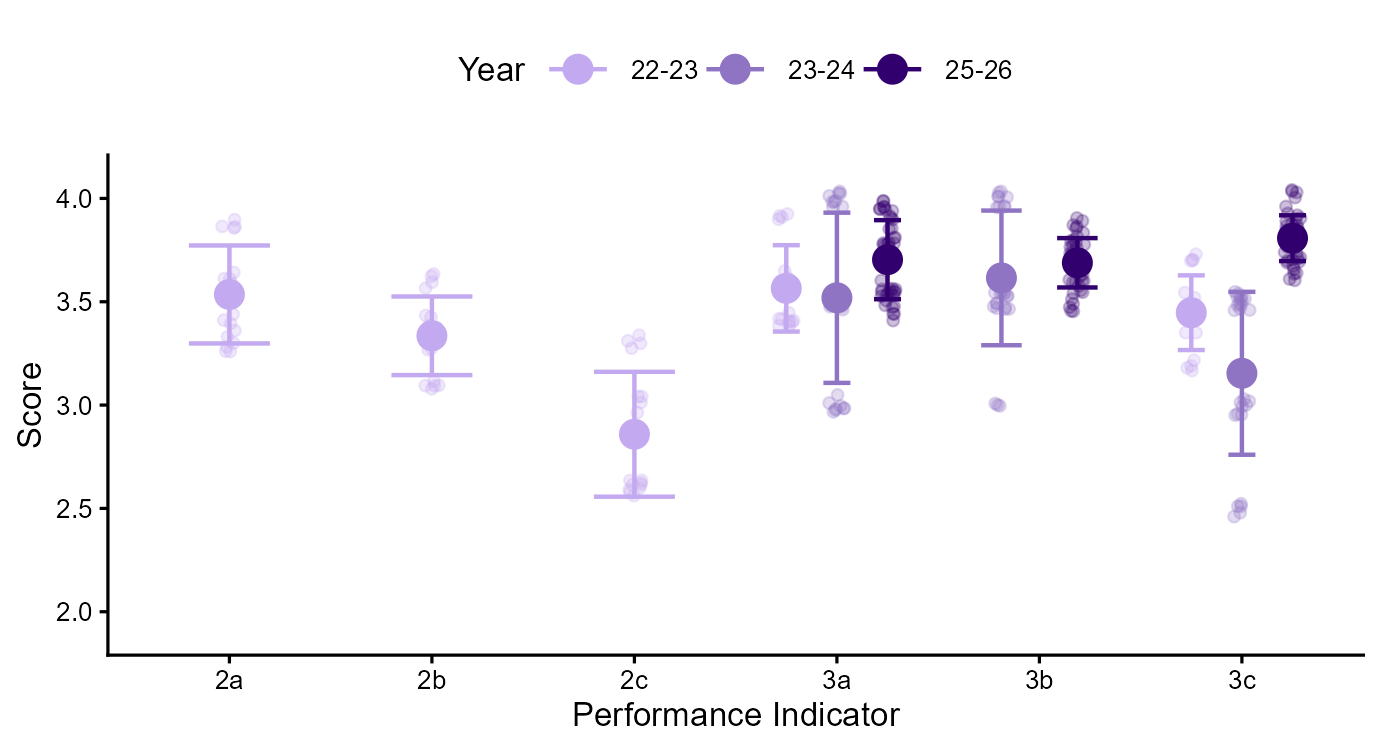 Year 22-23 23-24 25-26
4.0
3.5
3.0
2.5
2.0
Score
2a 2b 2c 3a 3b 3c
Performance Indicator